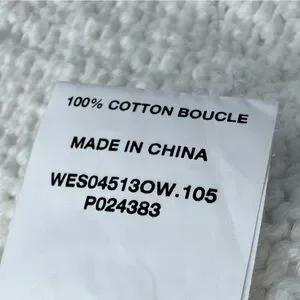 100% COTTON BOUCLE
MADE IN CHINA
WES04513OW.105
P024383